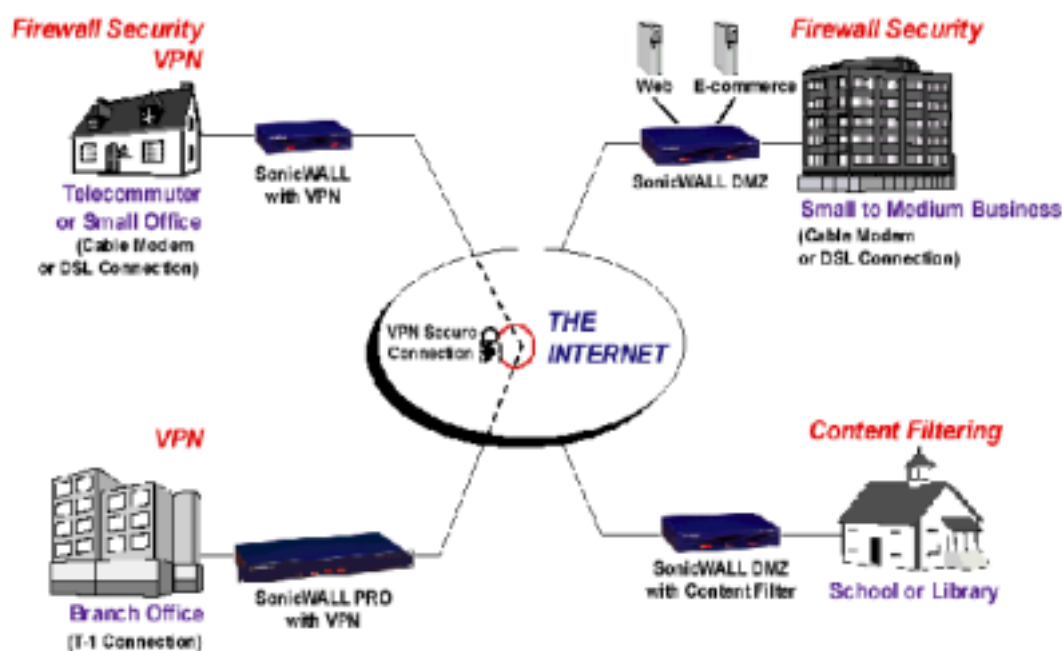 Firewall Security
VPN
Telecommuter
or Small Office
(Cable Modem
or DSL Connection)
SonicWALL
with VPN
Web
E-commerce
SonicWALL DMZ
Firewall Security
Small to Medium Business
(Cable Modem
or DSL Connection)
VPN Secure
Connection
THE
INTERNET
VPN
Branch Office
(T-1 Connection)
SonicWALL PRO
with VPN
SonicWALL DMZ
with Content Filter
Content Filtering
School or Library